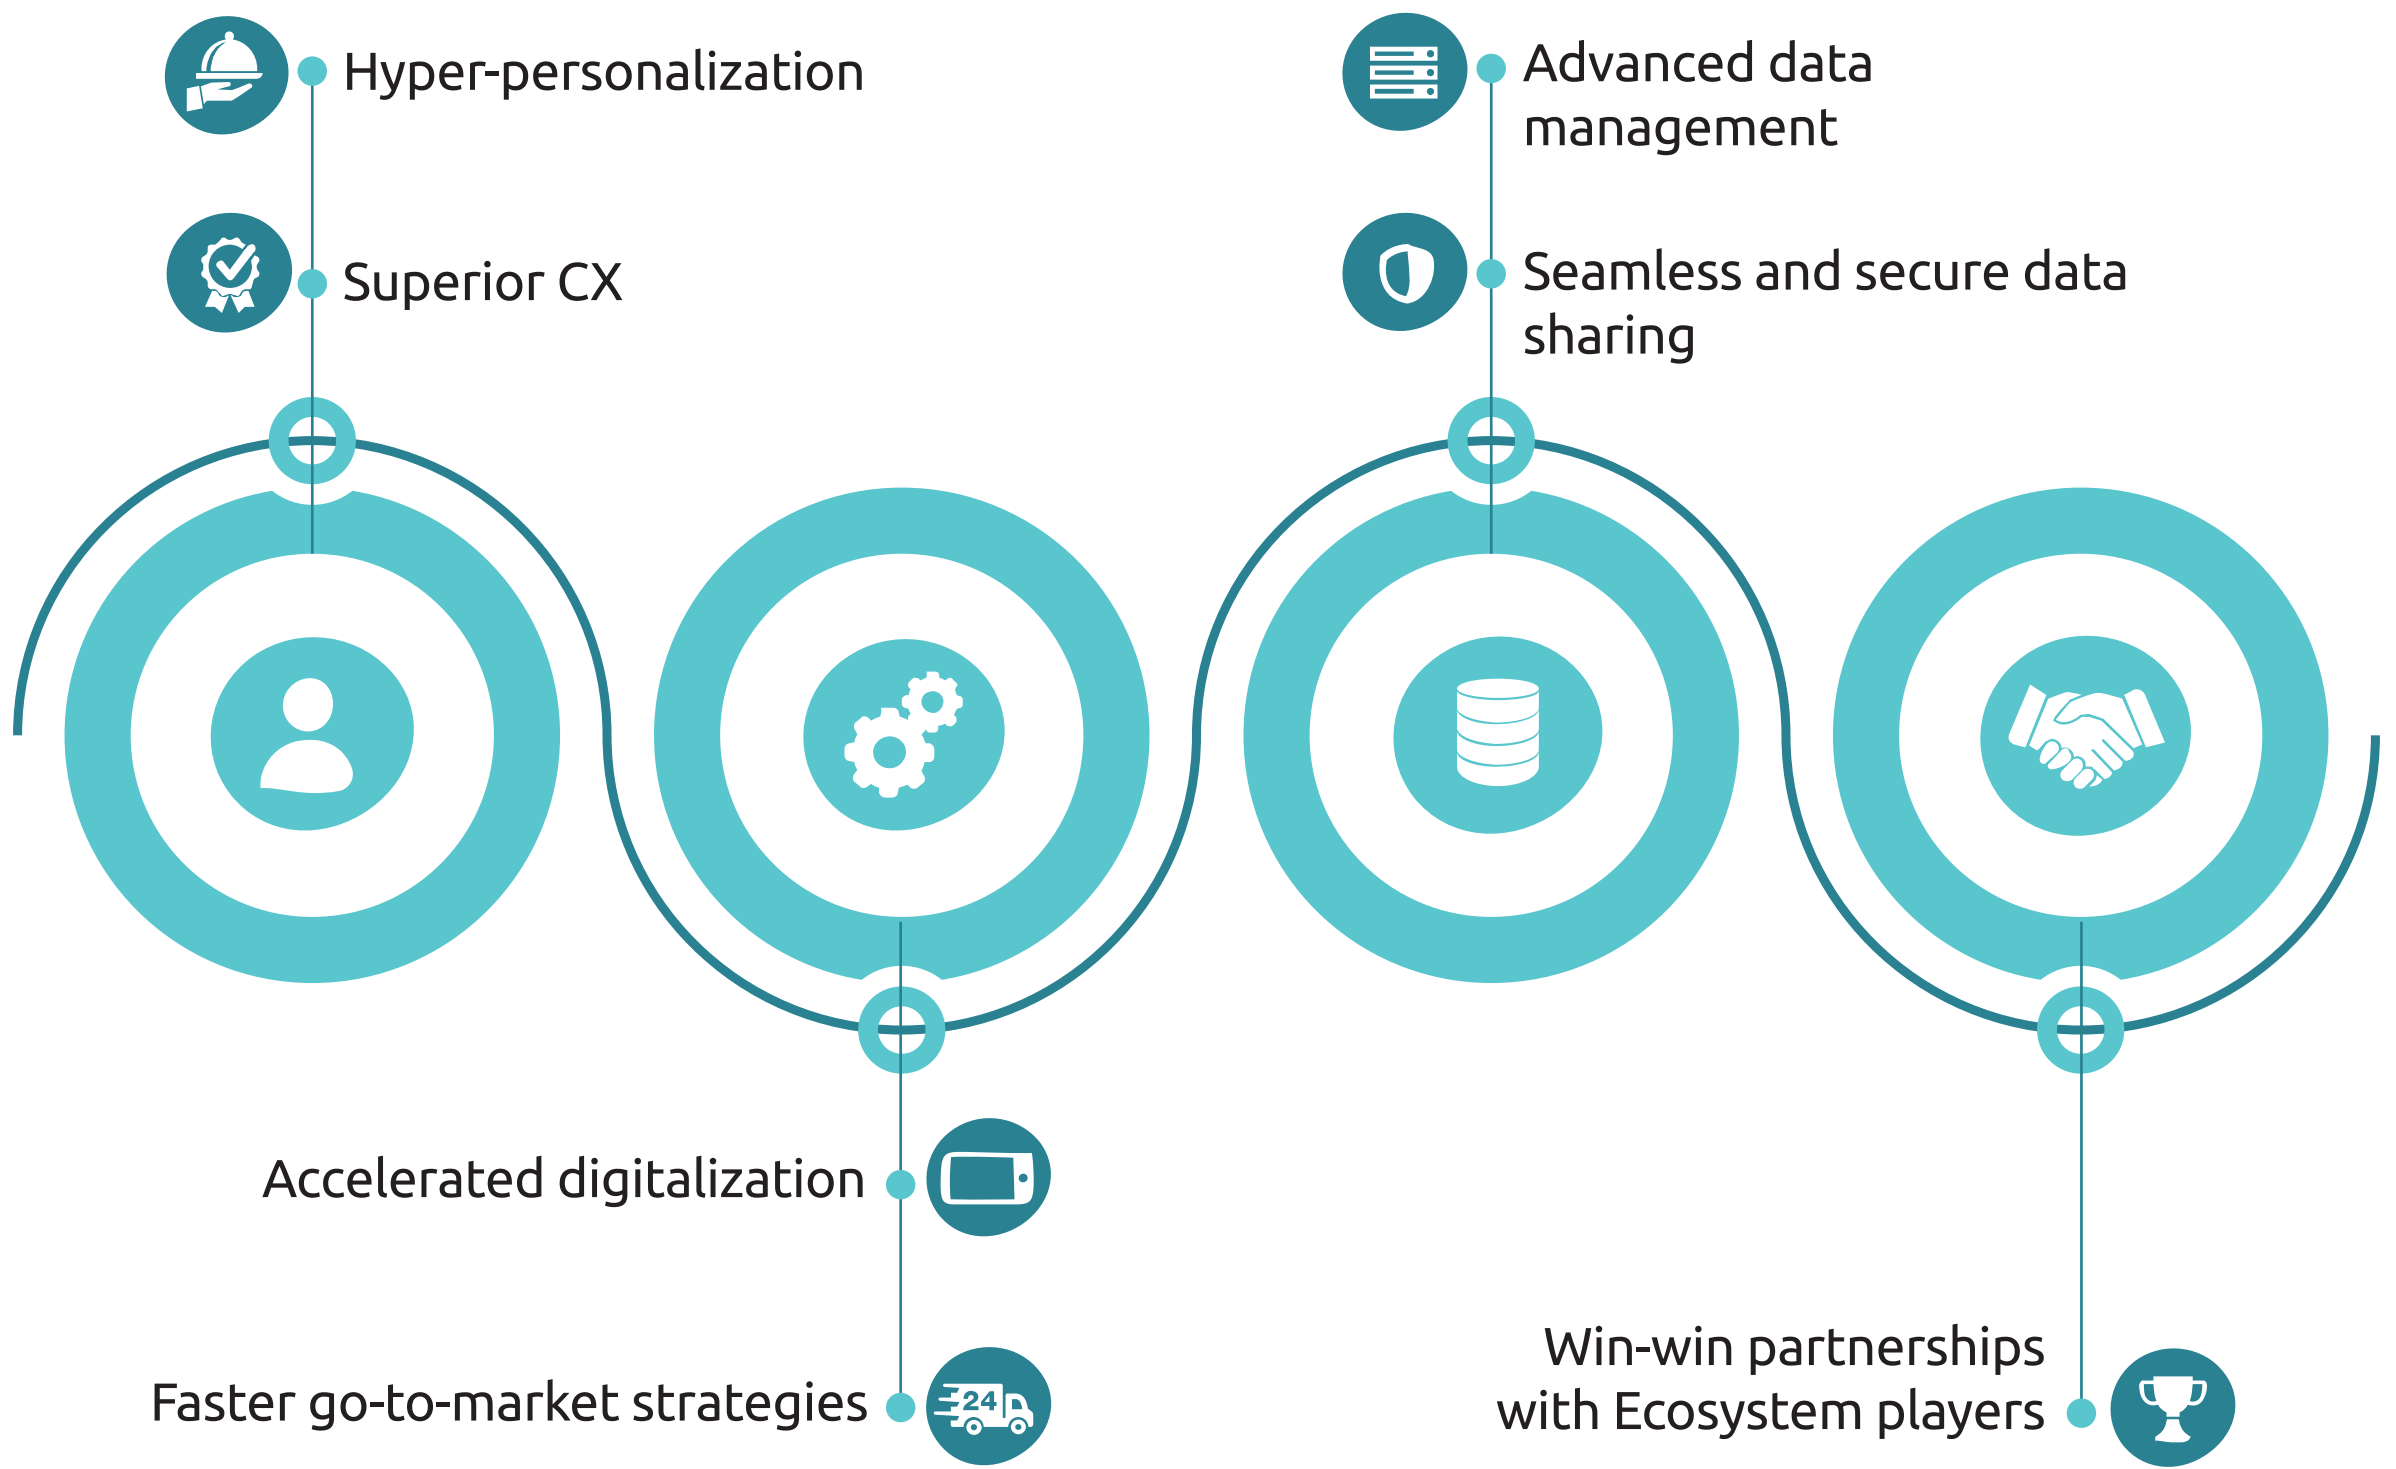 Hyper-personalization
Superior CX
Advanced data
management
Seamless and secure data
sharing
Accelerated digitalization
Faster go-to-market strategies
24
Win-win partnerships
with Ecosystem players